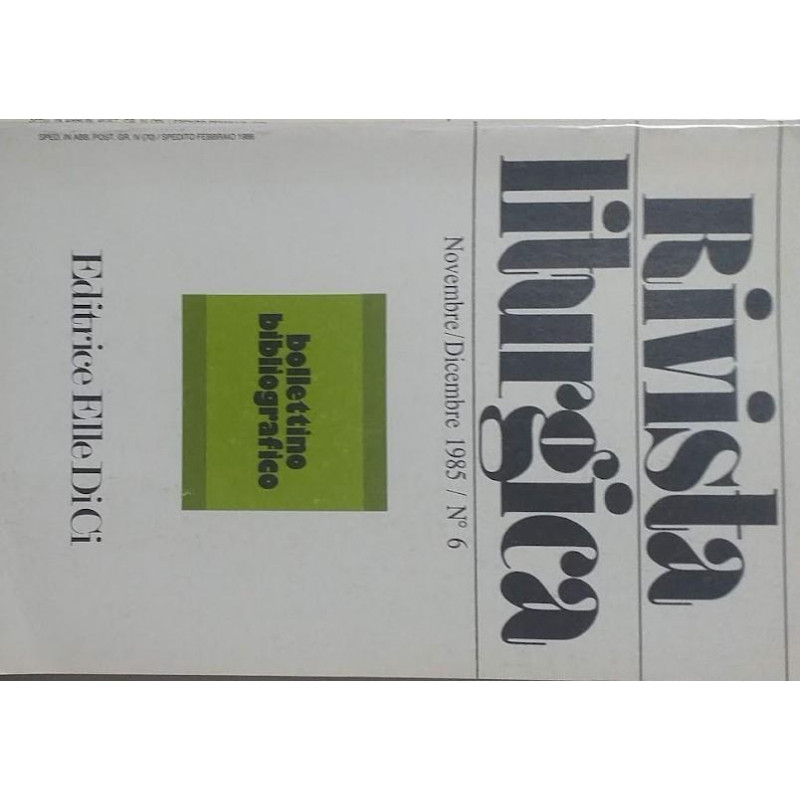 Rivista
liturgica
Novembre/Dicembre 1985 / N° 6
bollettino
bibliografico
Editrice Elle Di Ci
SPED. IN ABB. POST. GR. IV (70) / SPEDITO FEBBRAIO 1986